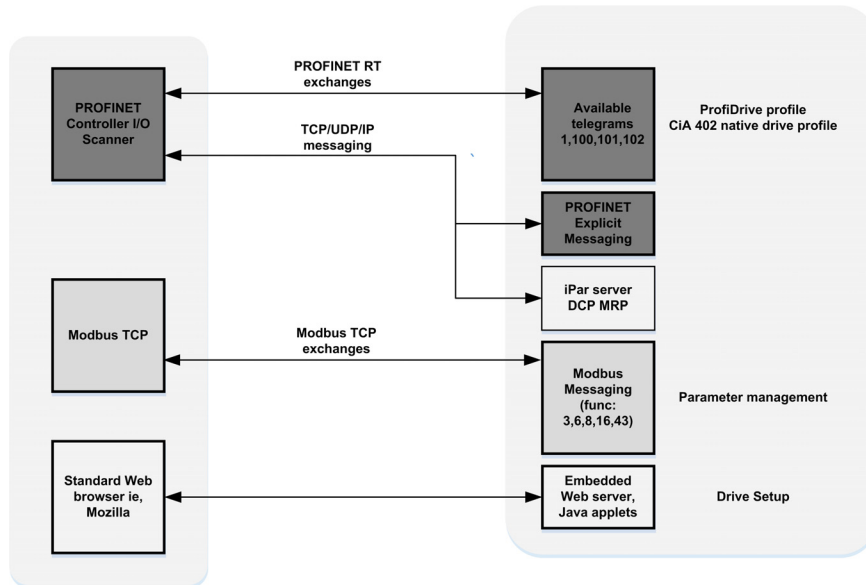 PROFINET RT
exchanges
PROFINET
Controller I/O
Scanner
TCP/UDP/IP
messaging
Available
telegrams
1,100,101,102
ProfiDrive profile
CiA 402 native drive profile
PROFINET
Explicit
Messaging
iPar server
DCP MRP
Modbus TCP
Modbus TCP
exchanges
Modbus
Messaging
(func:
3,6,8,16,43)
Parameter management
Standard Web
browser ie,
Mozilla
Embedded
Web server,
Java applets
Drive Setup